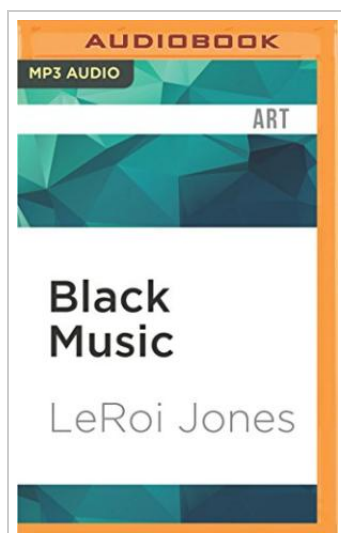 AUDIOBOOK
MP3 AUDIO
ART
Black
Music
LeRoi Jones